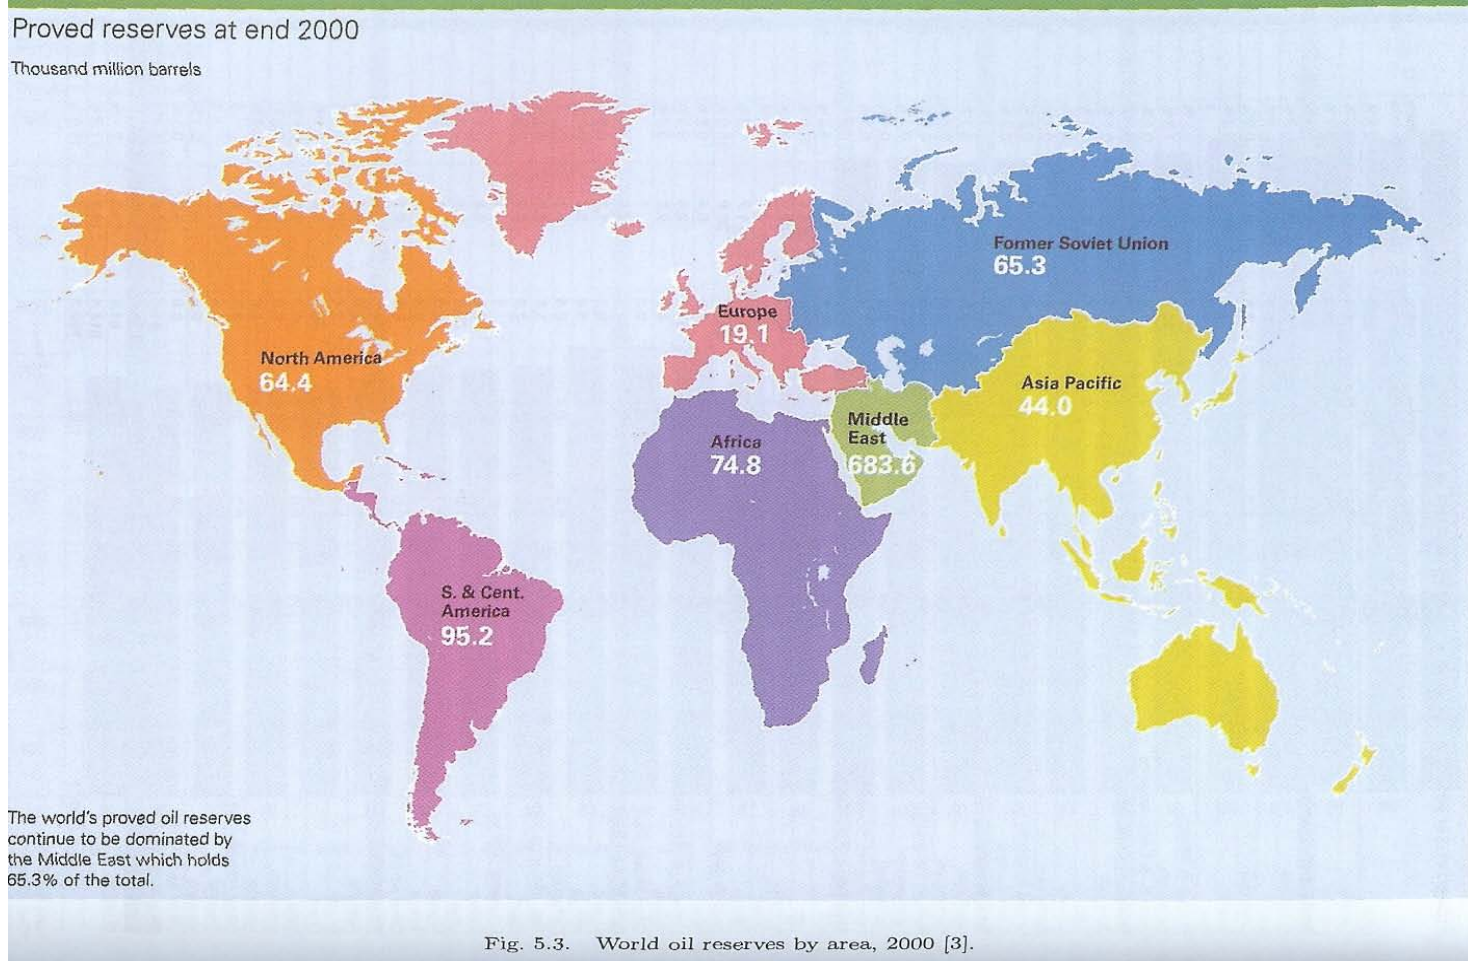 Proved reserves at end 2000
Thousand million barrels
Former Soviet Union
65.3
Europe
19.1
North America
64.4
Asia Pacific
44.0
Middle
East
683.6
Africa
74.8
S. & Cent.
America
95.2
The world's proved oil reserves
continue to be dominated by
the Middle East which holds
65.3% of the total.
Fig. 5.3. World oil reserves by area, 2000 [3].